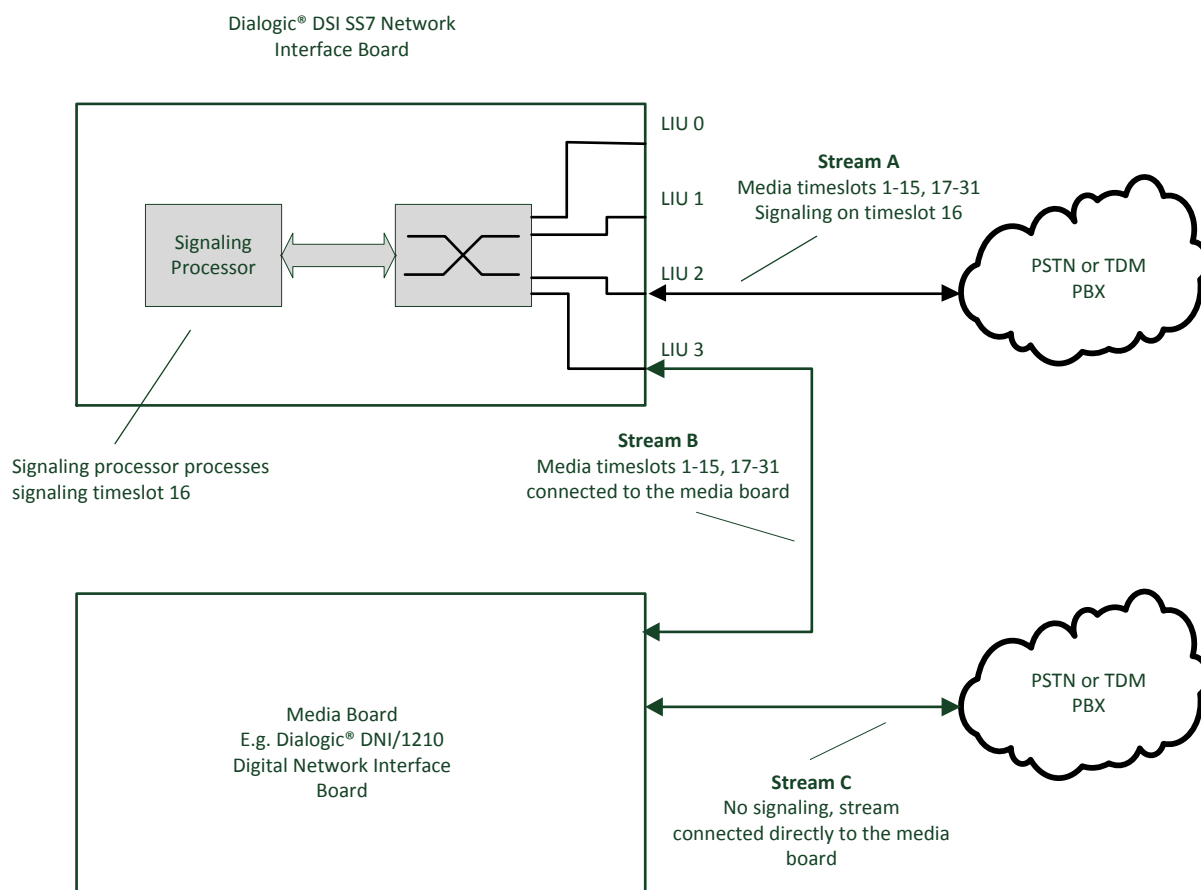 Dialogic® DSI SS7 Network
Interface Board
LIU 0
LIU 1
LIU 2
LIU 3
Signaling
Processor
Stream A
Media timeslots 1-15, 17-31
Signaling on timeslot 16
PSTN or TDM
PBX
Signaling processor processes
signaling timeslot 16
Stream B
Media timeslots 1-15, 17-31
connected to the media board
Media Board
E.g. Dialogic® DNI/1210
Digital Network Interface
Board
PSTN or TDM
PBX
Stream C
No signaling, stream
connected directly to the media
board